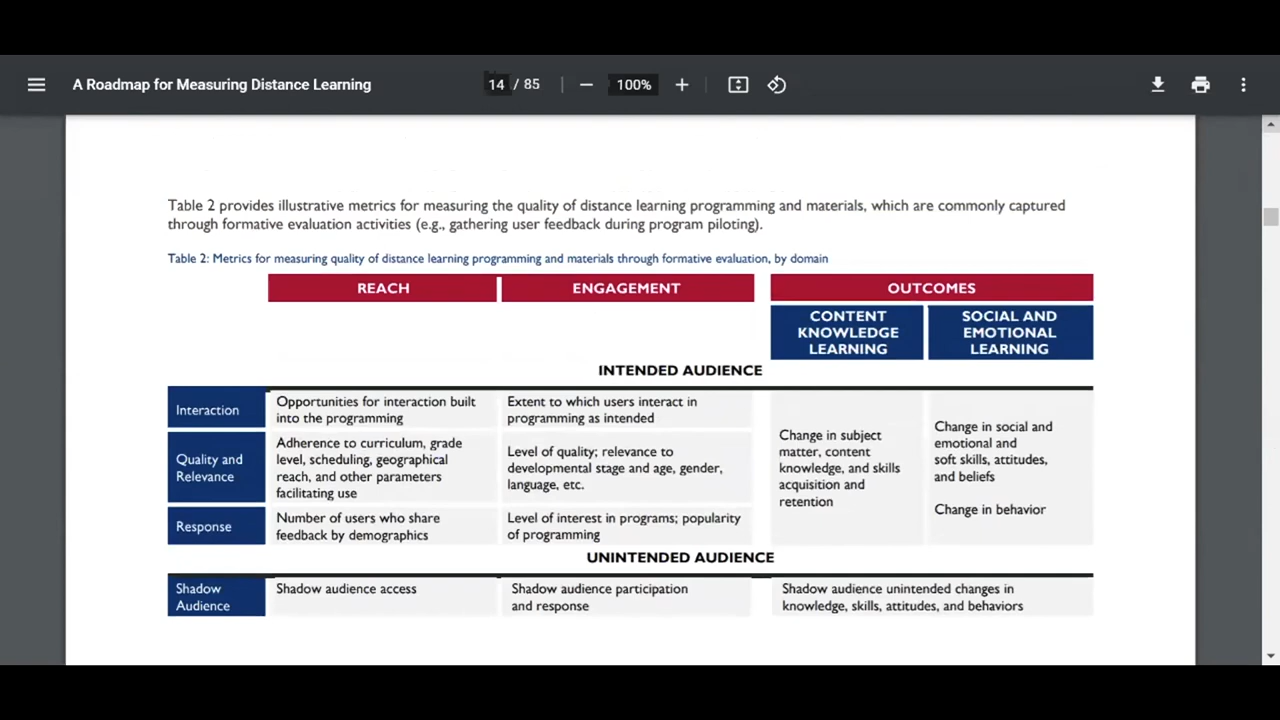 A Roadmap for Measuring Distance Learning
14 / 85
100%
Table 2 provides illustrative metrics for measuring the quality of distance learning programming and materials, which are commonly captured
through formative evaluation activities (e.g., gathering user feedback during program piloting).
Table 2: Metrics for measuring quality of distance learning programming and materials through formative evaluation, by domain
REACH
ENGAGEMENT
OUTCOMES
CONTENT
KNOWLEDGE
LEARNING
SOCIAL AND
EMOTIONAL
LEARNING
INTENDED AUDIENCE
Interaction
Opportunities for interaction built
into the programming
Extent to which users interact in
programming as intended
Quality and
Relevance
Adherence to curriculum, grade
level, scheduling, geographical
reach, and other parameters
facilitating use
Level of quality; relevance to
developmental stage and age, gender,
language, etc.
Response
Number of users who share
feedback by demographics
Level of interest in programs; popularity
of programming
Change in subject
matter, content
knowledge, and skills
acquisition and
retention
Change in social and
emotional and
soft skills, attitudes,
and beliefs
Change in behavior
UNINTENDED AUDIENCE
Shadow
Audience
Shadow audience access
Shadow audience participation
and response
Shadow audience unintended changes in
knowledge, skills, attitudes, and behaviors